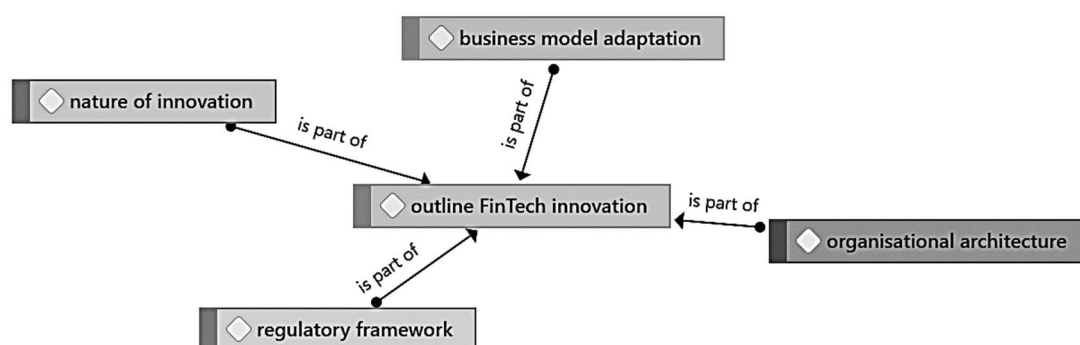 business model adaptation
nature of innovation
is part of
is part of
outline FinTech innovation
is part of
organisational architecture
is part of
regulatory framework